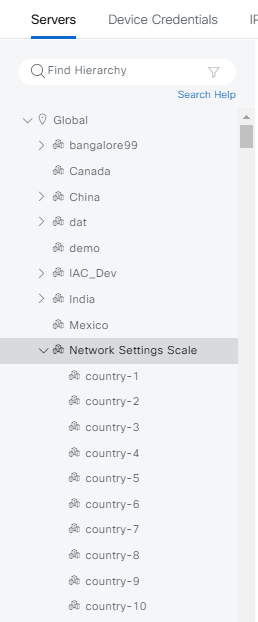 Servers Device Credentials
Find Hierarchy
Search Help
Global
bangalore99
Canada
China
dat
demo
IAC_Dev
India
Mexico
Network Settings Scale
country-1
country-2
country-3
country-4
country-5
country-6
country-7
country-8
country-9
country-10